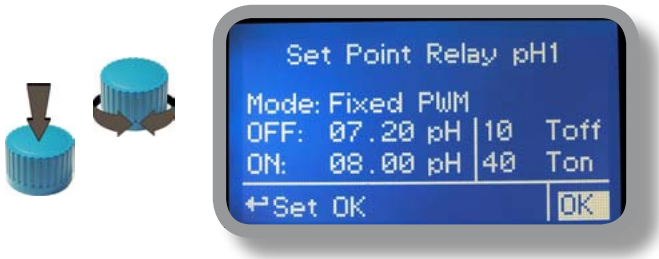 Set Point Relay pH1
Mode: Fixed PWM
OFF: 07.20 pH 10 Toff
ON: 08.00 pH 40 Ton
↵Set OK OK